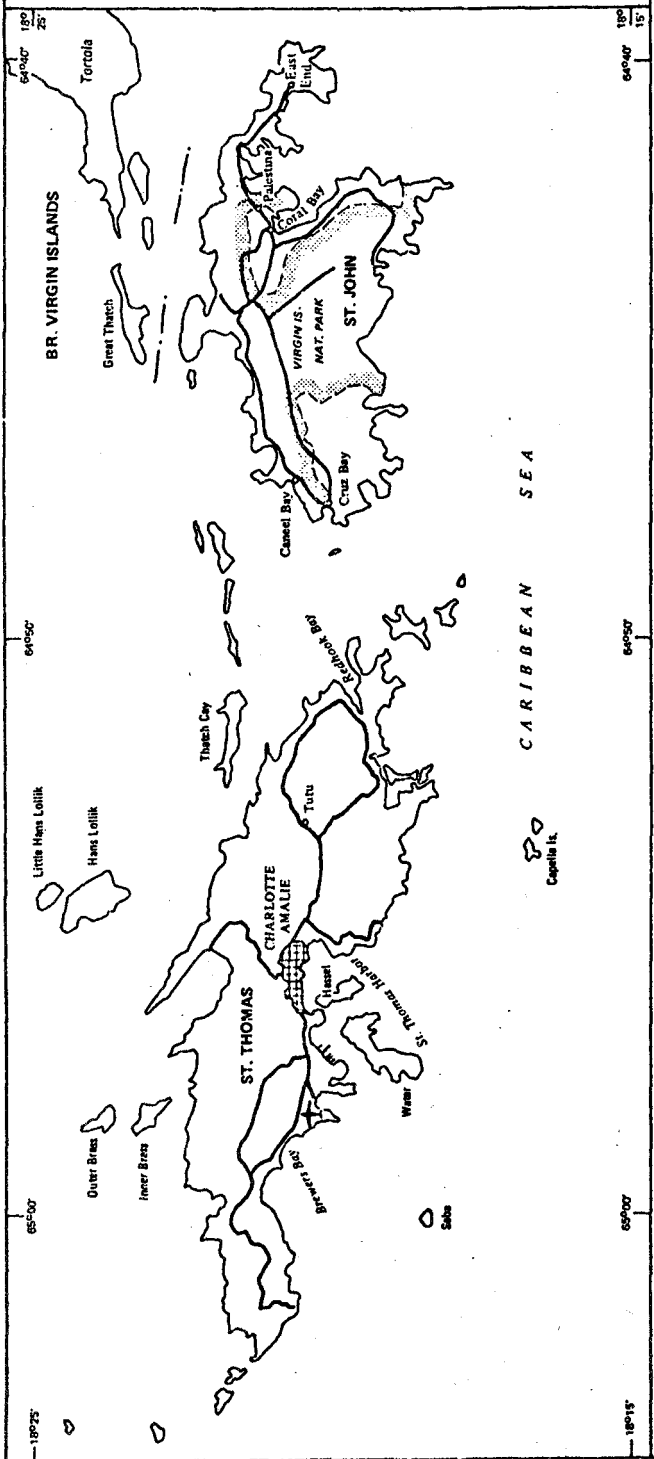 18°25'
65°00'
64°50'
64°40'
18°
25'
BR. VIRGIN ISLANDS
Tortola
Little Hans Lollik
Hans Lollik
Outer Brass
Inner Brass
Great Thatch
Thatch Cay
ST. THOMAS
CHARLOTTE
AMALIE
Tutu
Redhook Bay
Caneel Bay
Cruz Bay
VIRGIN IS.
NAT. PARK
ST. JOHN
Palestina
Coral Bay
East
End
Brewers Bay
Hassel
St. Thomas Harbor
Water
Saba
Capella Is.
CARIBBEAN SEA
18°15'
65°00'
64°50'
64°40'
18°
15'